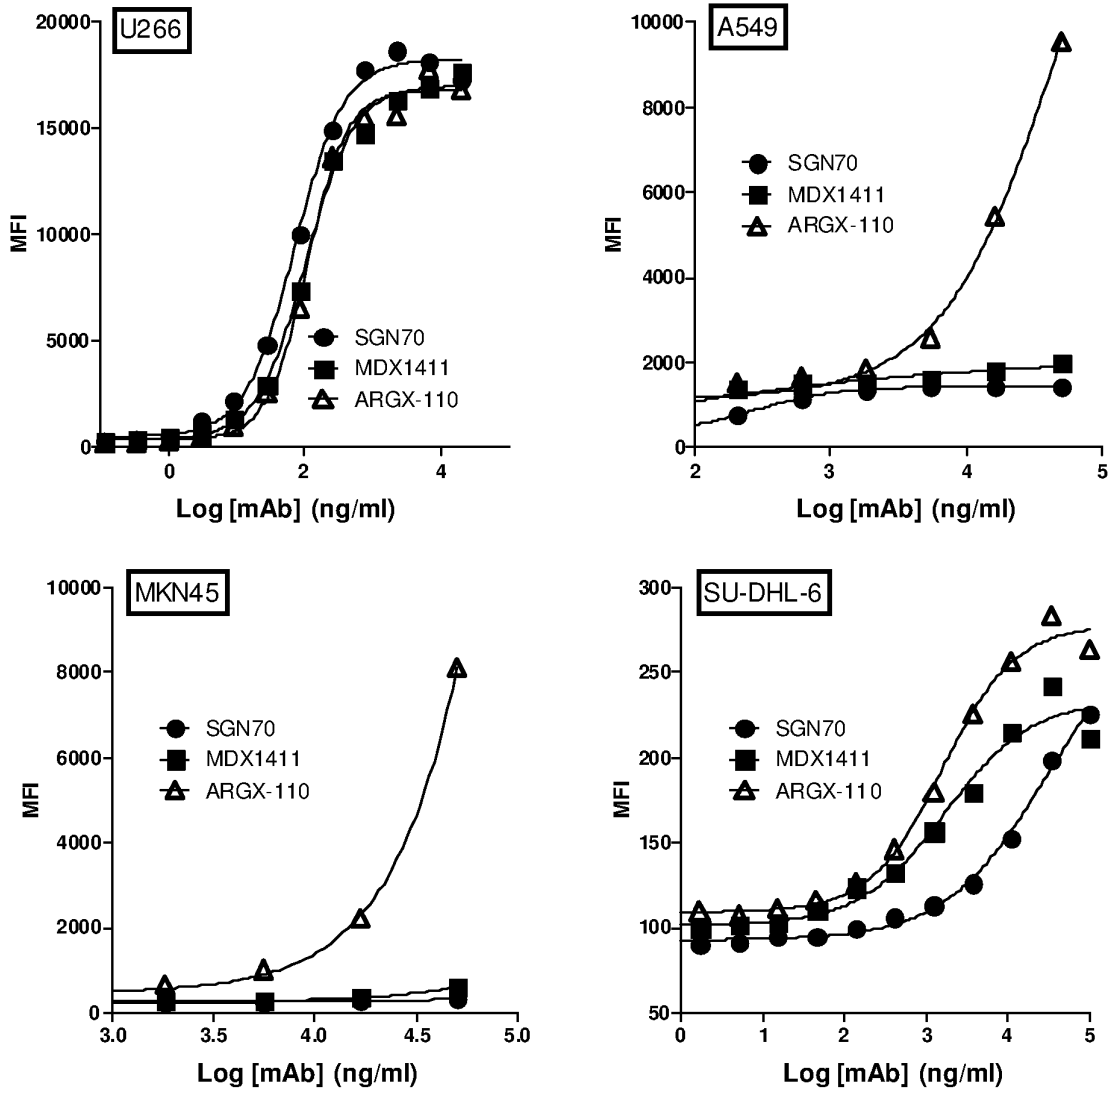 U266
20000
15000
10000
5000
0
MFI
SGN70
MDX1411
ARGX-110
0 2 4
Log [mAb] (ng/ml)
A549
10000
8000
6000
4000
2000
0
MFI
SGN70
MDX1411
ARGX-110
2 3 4 5
Log [mAb] (ng/ml)
MKN45
10000
8000
6000
4000
2000
0
MFI
SGN70
MDX1411
ARGX-110
3.0 3.5 4.0 4.5 5.0
Log [mAb] (ng/ml)
SU-DHL-6
300
250
200
150
100
50
MFI
SGN70
MDX1411
ARGX-110
0 1 2 3 4 5
Log [mAb] (ng/ml)